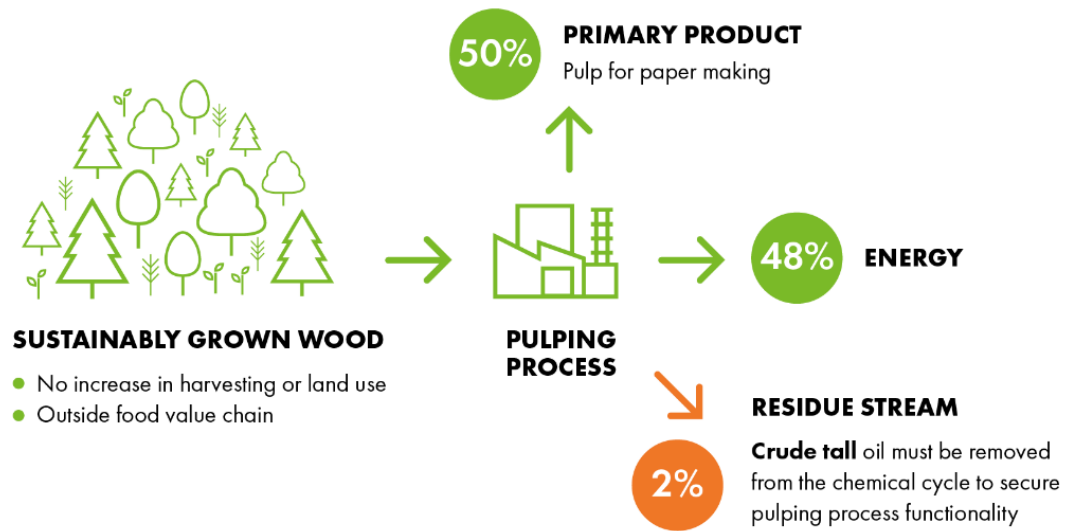 50%
PRIMARY PRODUCT
Pulp for paper making
48%
ENERGY
SUSTAINABLY GROWN WOOD
No increase in harvesting or land use
Outside food value chain
PULPING
PROCESS
2%
RESIDUE STREAM
Crude tall oil must be removed
from the chemical cycle to secure
pulping process functionality